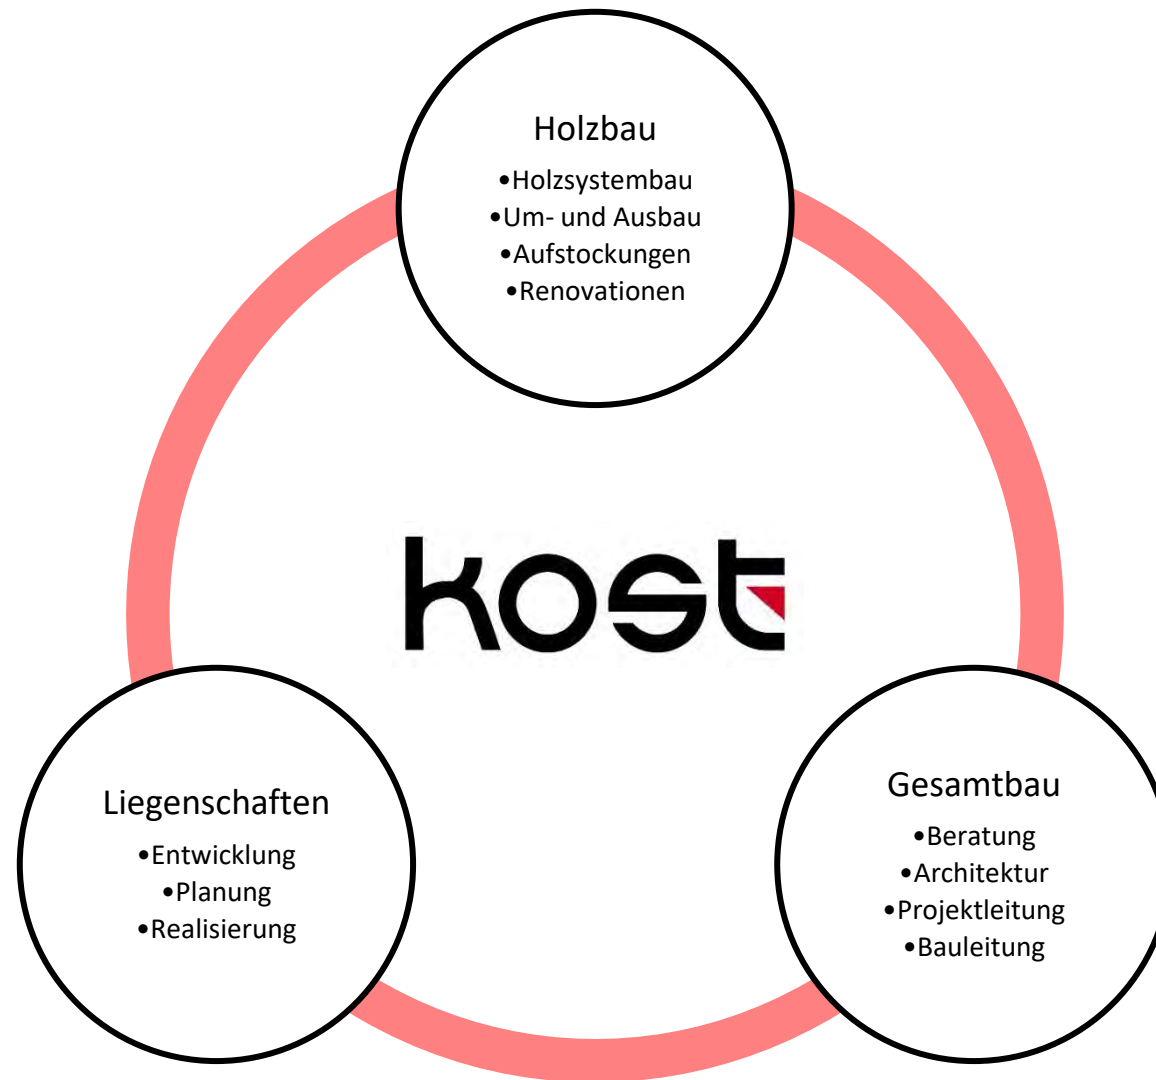 Holzbau
•Holzsystembau
•Um- und Ausbau
•Aufstockungen
•Renovationen
kost
Liegenschaften
•Entwicklung
•Planung
•Realisierung
Gesamtbau
•Beratung
•Architektur
•Projektleitung
•Bauleitung